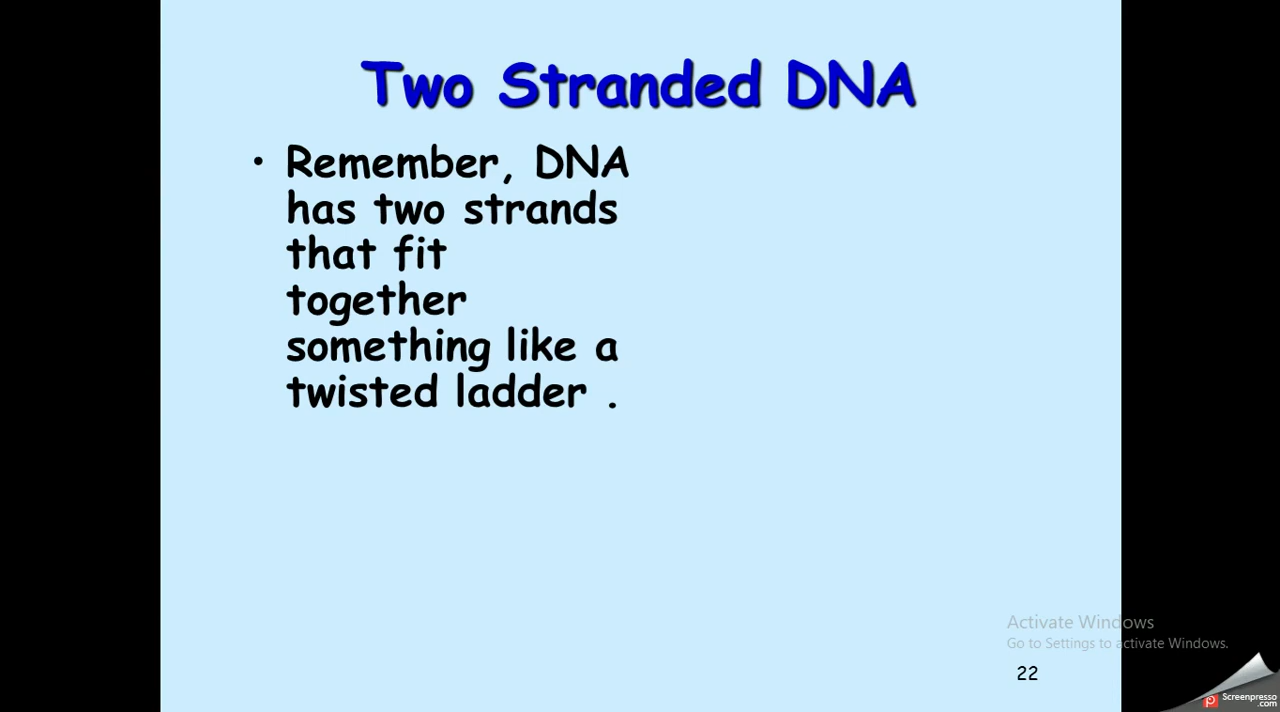 Two Stranded DNA
• Remember, DNA
has two strands
that fit
together
something like a
twisted ladder .
Activate Windows
Go to Settings to activate Windows.
22
Screenpresso
.com